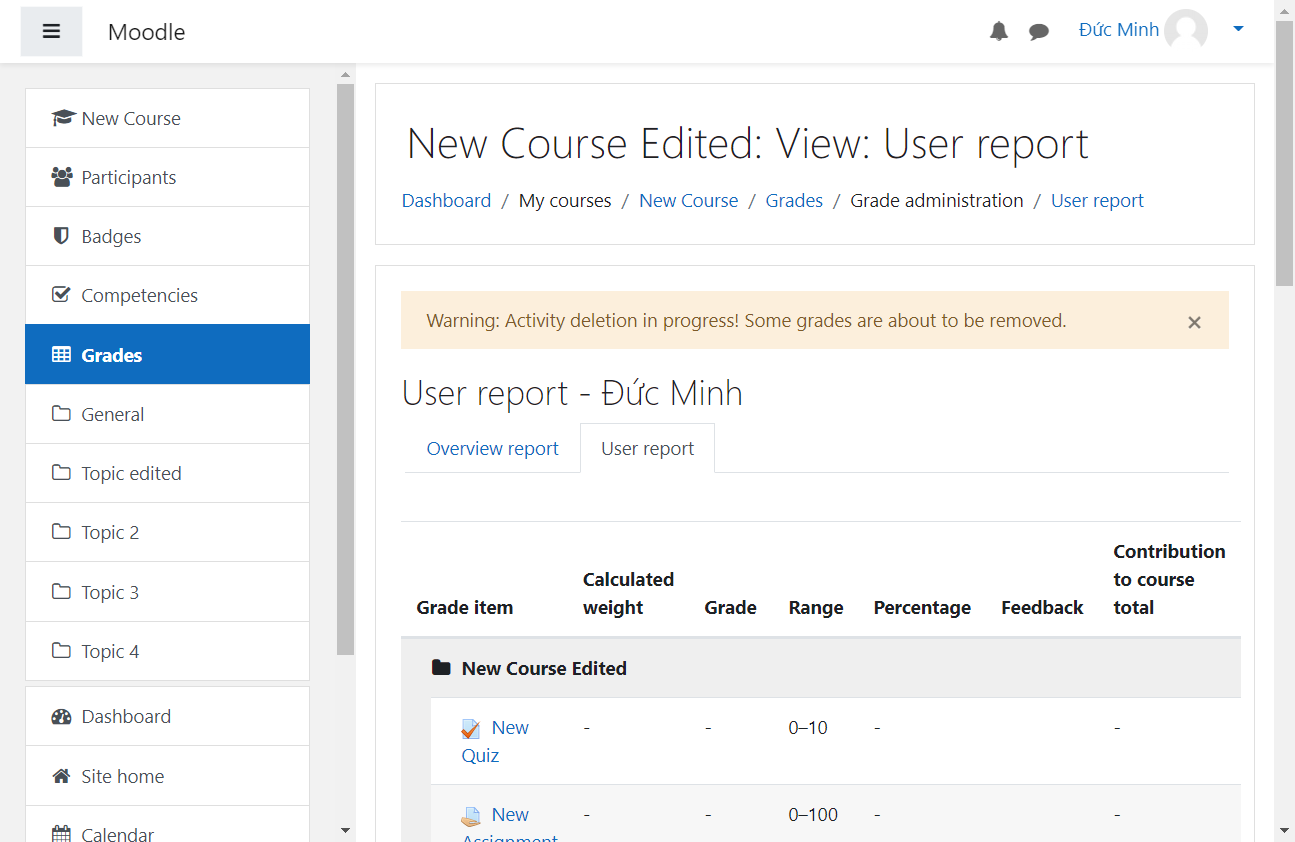 Moodle
Đức Minh
New Course
Participants
Badges
Competencies
Grades
General
Topic edited
Topic 2
Topic 3
Topic 4
Dashboard
Site home
Calendar
New Course Edited: View: User report
Dashboard / My courses / New Course / Grades / Grade administration / User report
Warning: Activity deletion in progress! Some grades are about to be removed. ×
User report - Đức Minh
Overview report User report
Contribution
Calculated to course
Grade item weight Grade Range Percentage Feedback total
New Course Edited
New - - 0–10 - -
Quiz
New - - 0–100 - -
Assignment